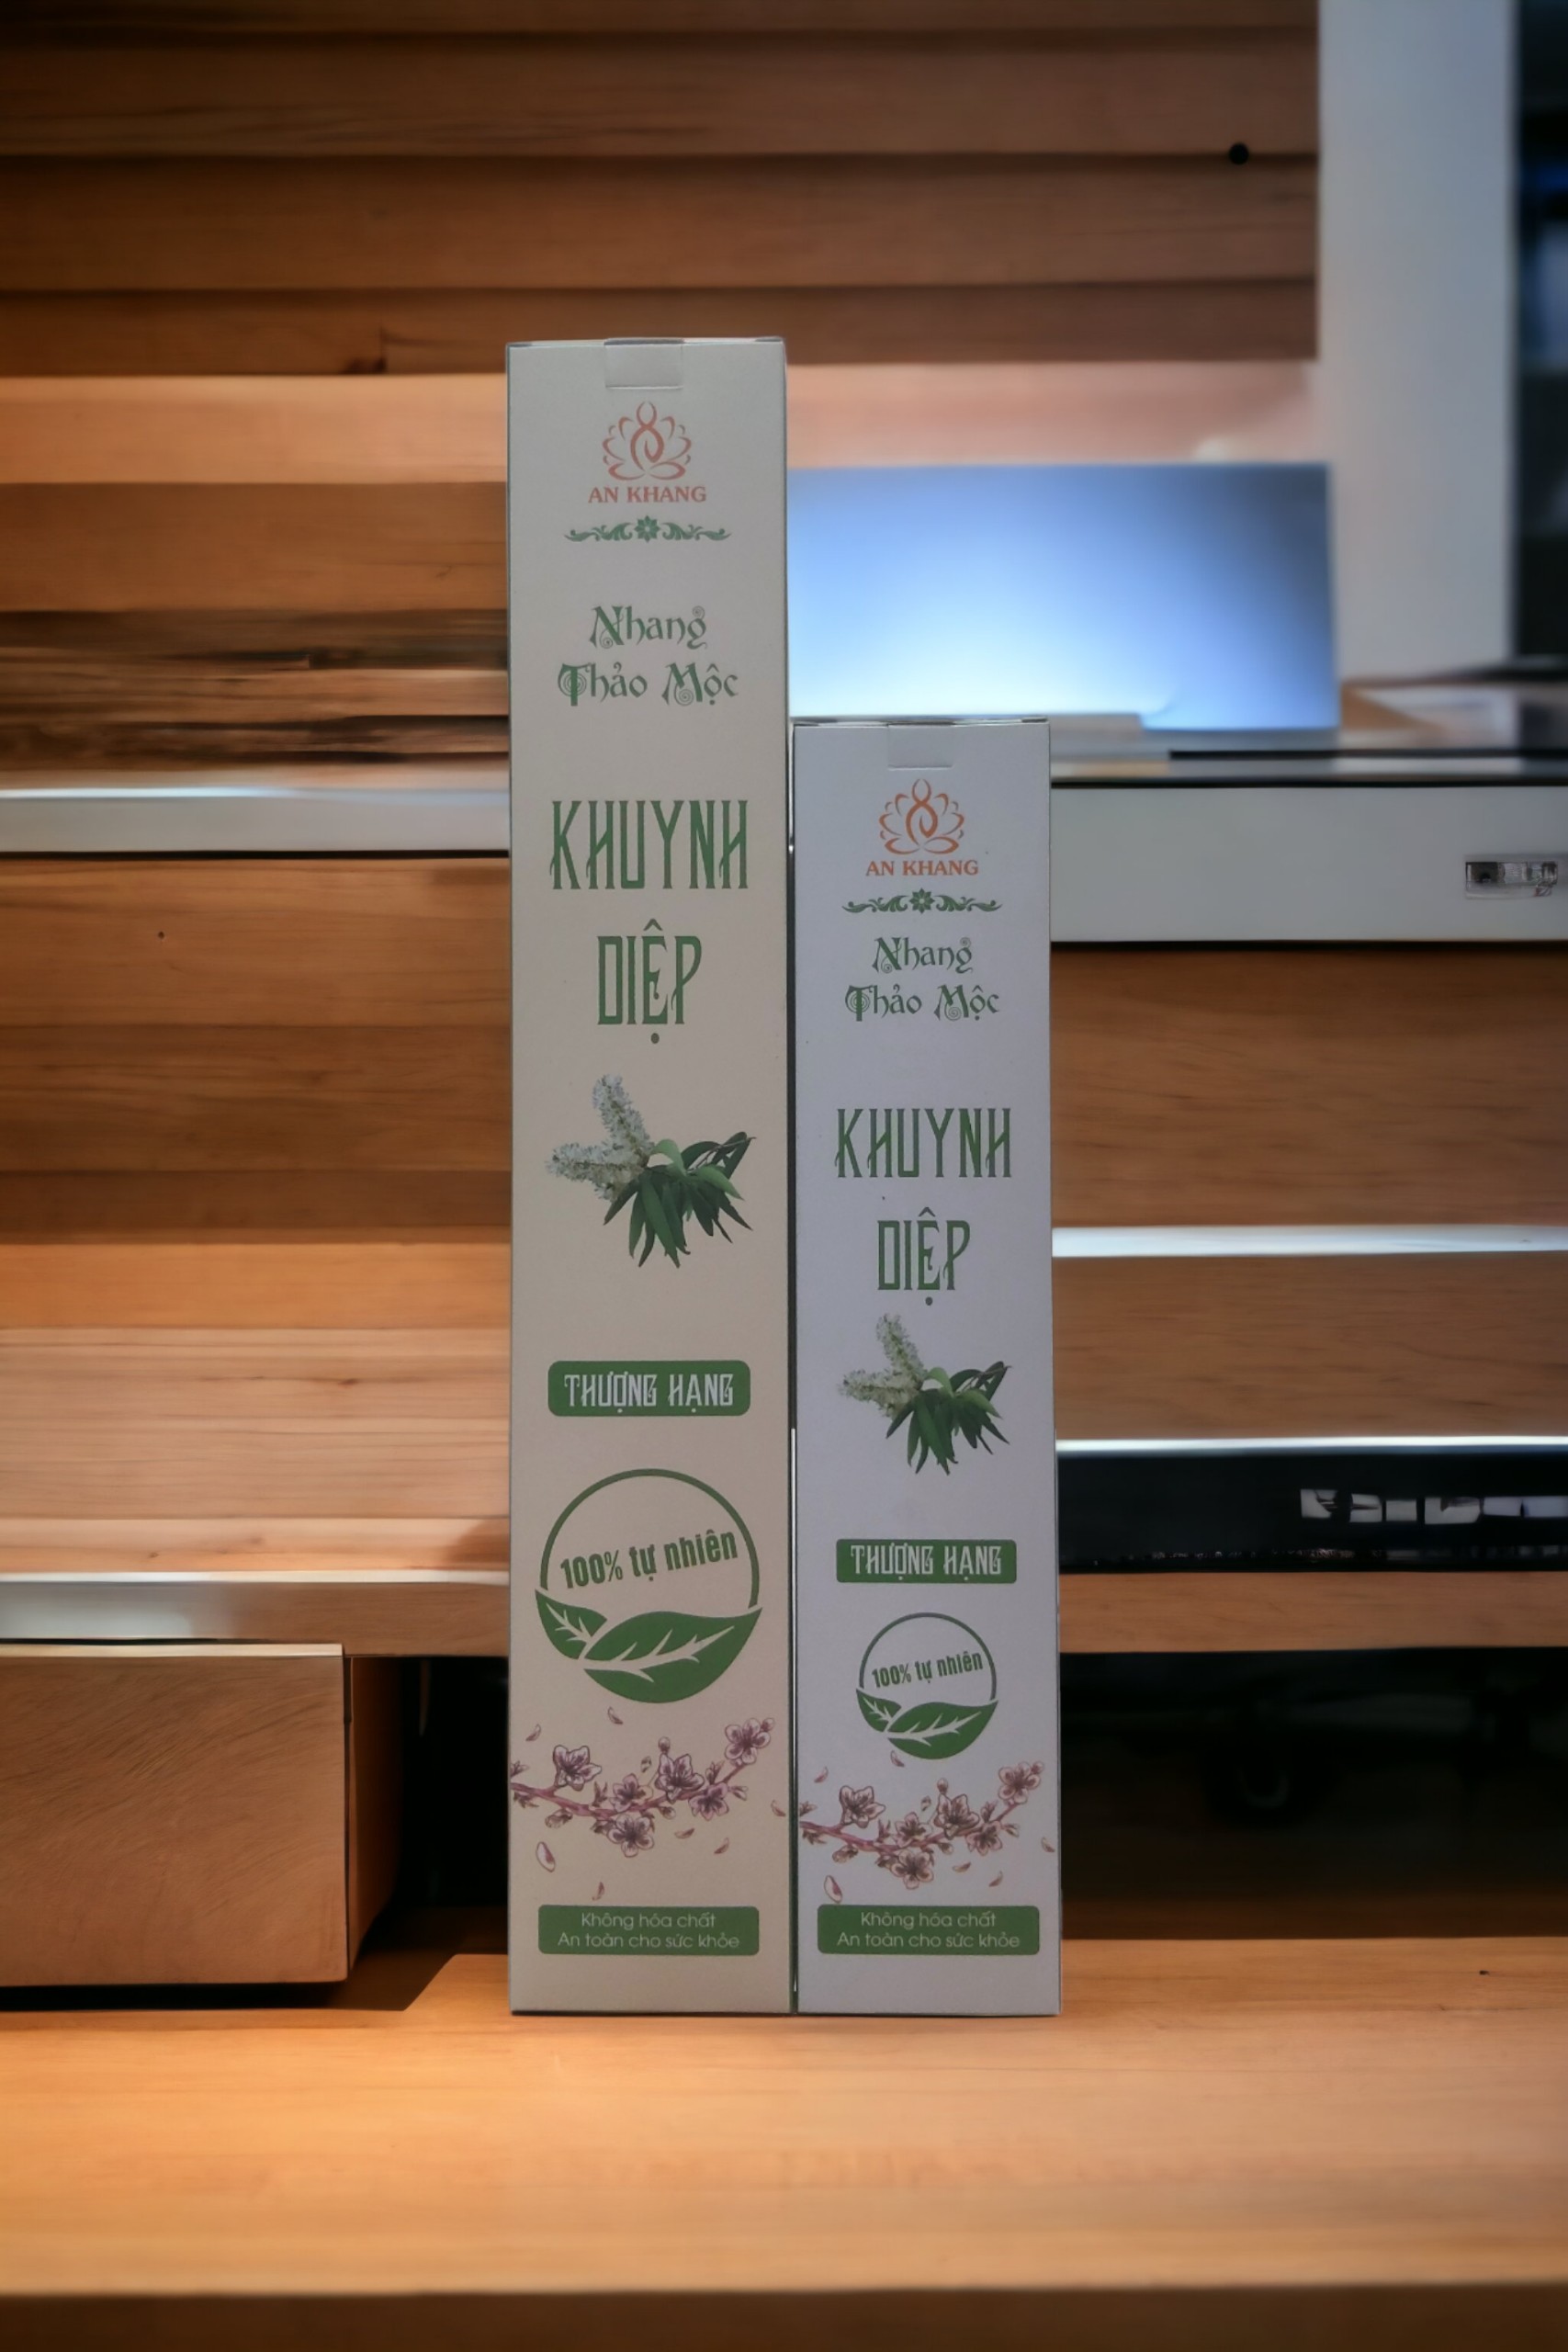 AN KHANG
Nhang
Thảo Mộc
KHUYNH
DIỆP
THƯỢNG HẠNG
100% tự nhiên
Không hóa chất
An toàn cho sức khỏe
AN KHANG
Nhang
Thảo Mộc
KHUYNH
DIỆP
THƯỢNG HẠNG
100% tự nhiên
Không hóa chất
An toàn cho sức khỏe